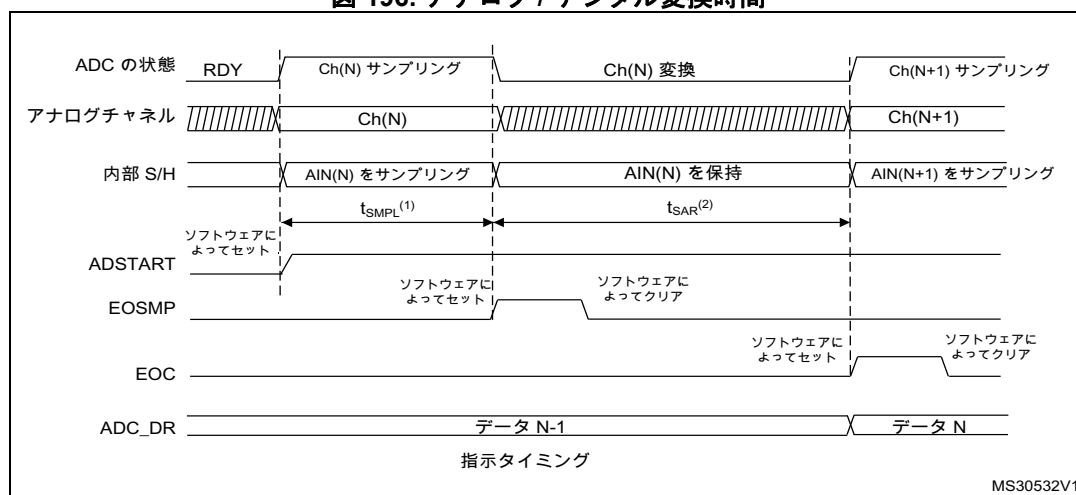 ADC の状態 RDY Ch(N) サンプリング Ch(N) 変換 Ch(N+1) サンプリング
アナログチャネル Ch(N) Ch(N+1)
内部 S/H AIN(N) をサンプリング AIN(N) を保持 AIN(N+1) をサンプリング
tSMPL(1) tSAR(2)
ソフトウェアに
よってセット
ADSTART
ソフトウェアに
よってセット
ソフトウェアに
よってクリア
EOSMP
ソフトウェアに
よってセット
ソフトウェアに
よってクリア
EOC
ADC_DR データ N-1 データ N
指示タイミング
MS30532V1